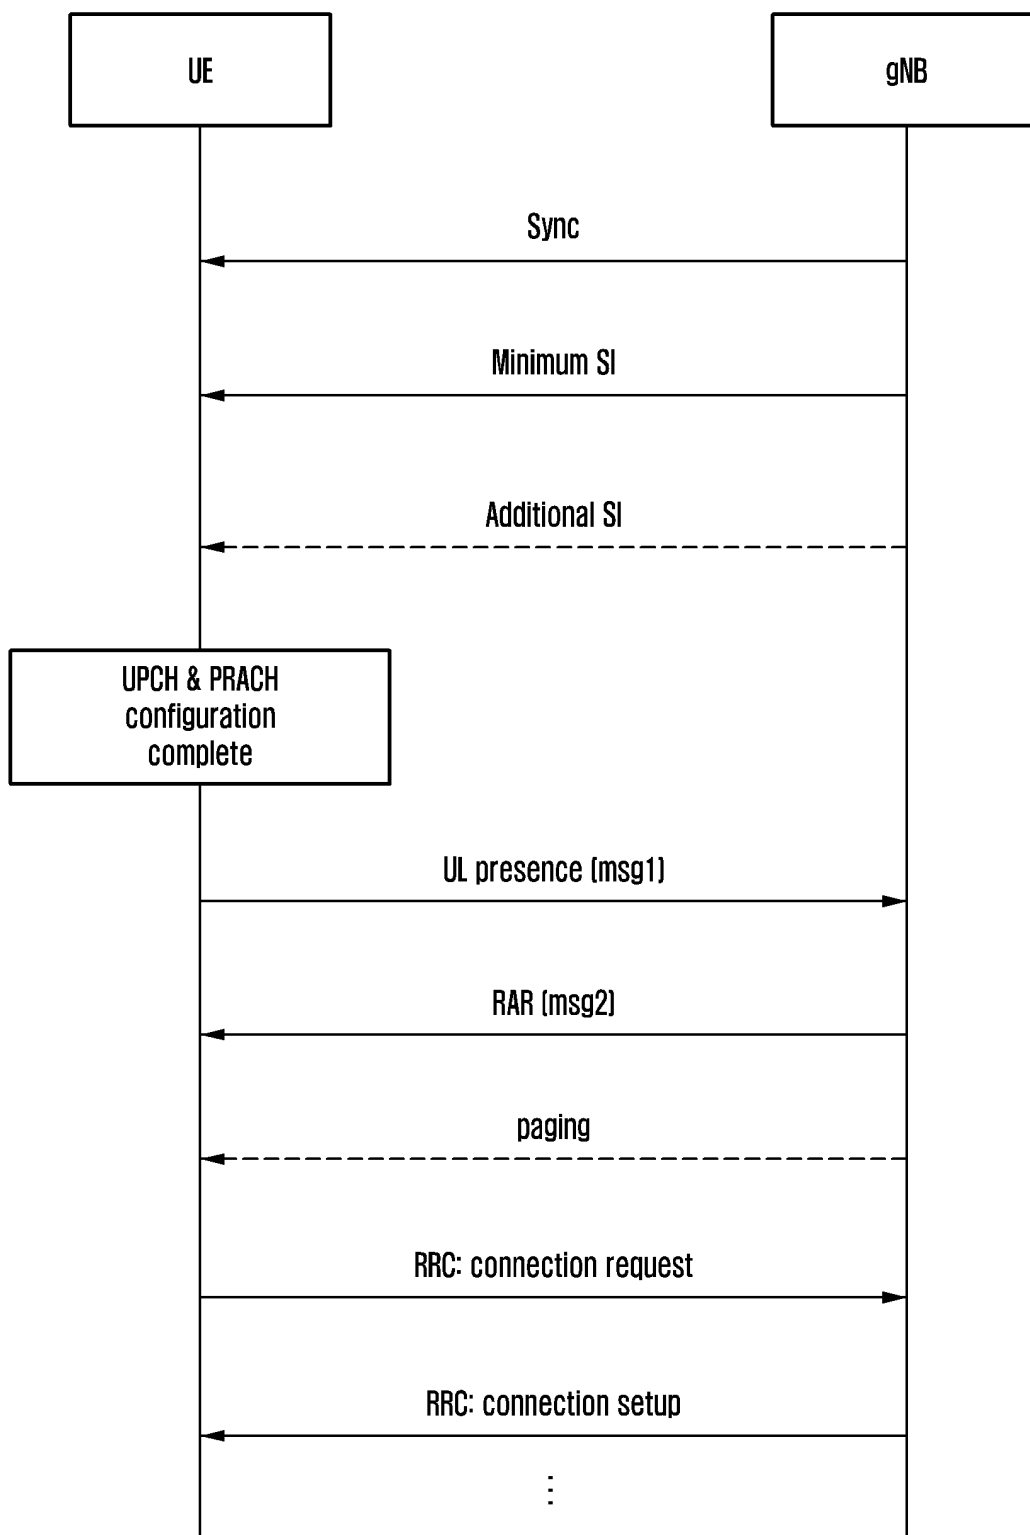 UE
gNB
Sync
Minimum SI
Additional SI
UPCH & PRACH
configuration
complete
UL presence (msg1)
RAR (msg2)
paging
RRC: connection request
RRC: connection setup
⋮